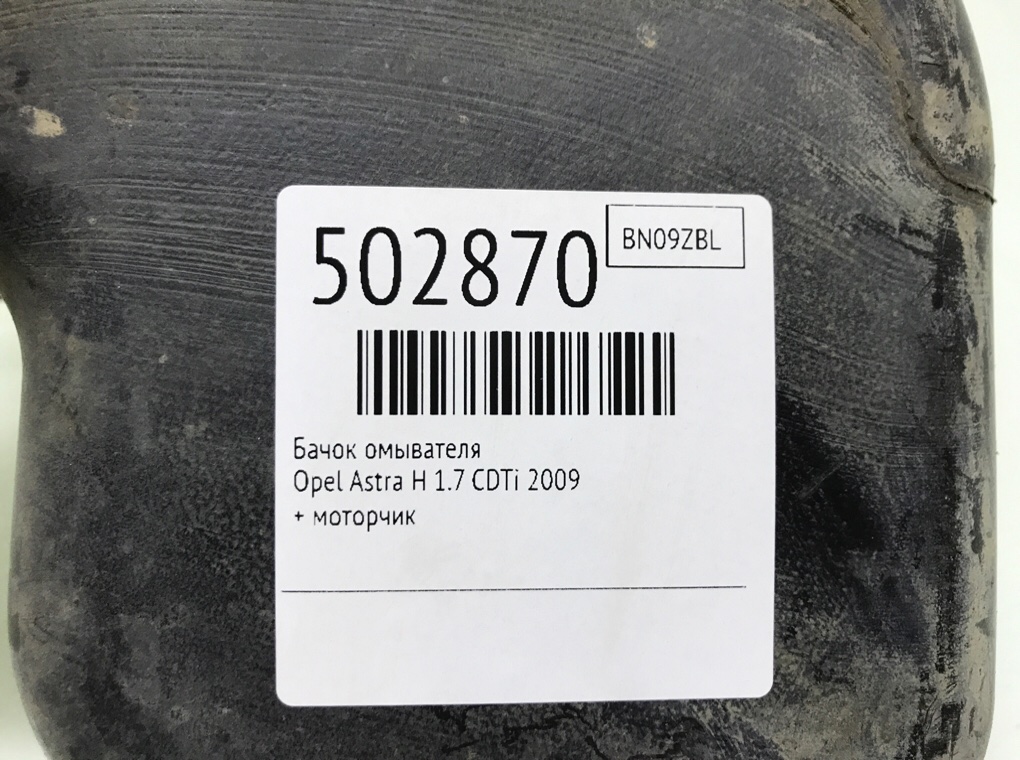 502870
BN09ZBL
Бачок омывателя
Opel Astra H 1.7 CDTi 2009
+ моторчик